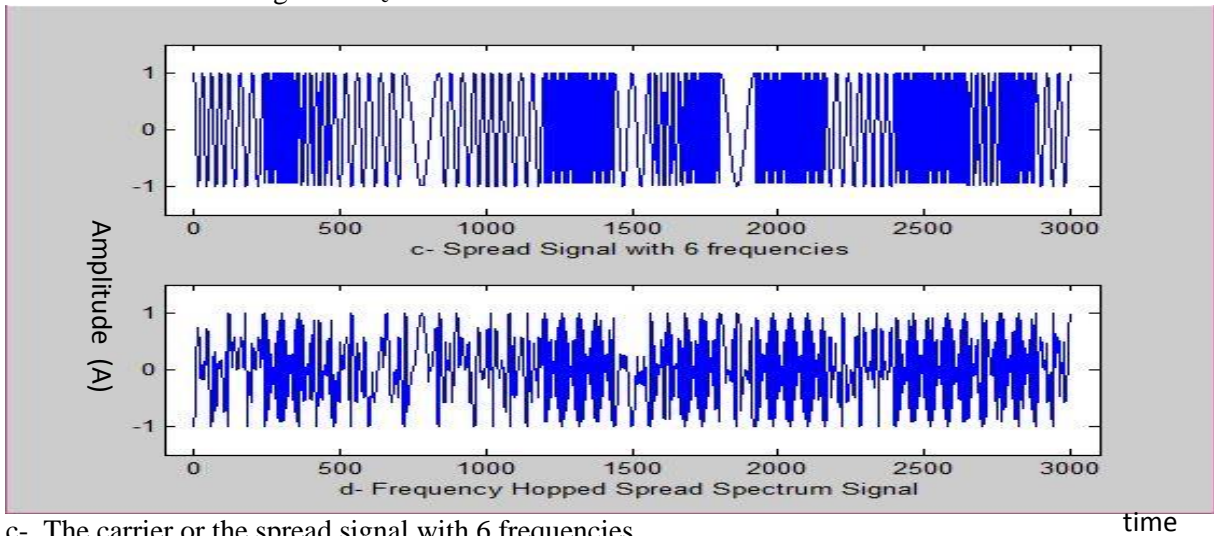 1
0
-1
0 500 1000 1500 2000 2500 3000
c- Spread Signal with 6 frequencies
Amplitude (A)
1
0
-1
0 500 1000 1500 2000 2500 3000
d- Frequency Hopped Spread Spectrum Signal
time
c- The carrier or the spread signal with 6 frequencies